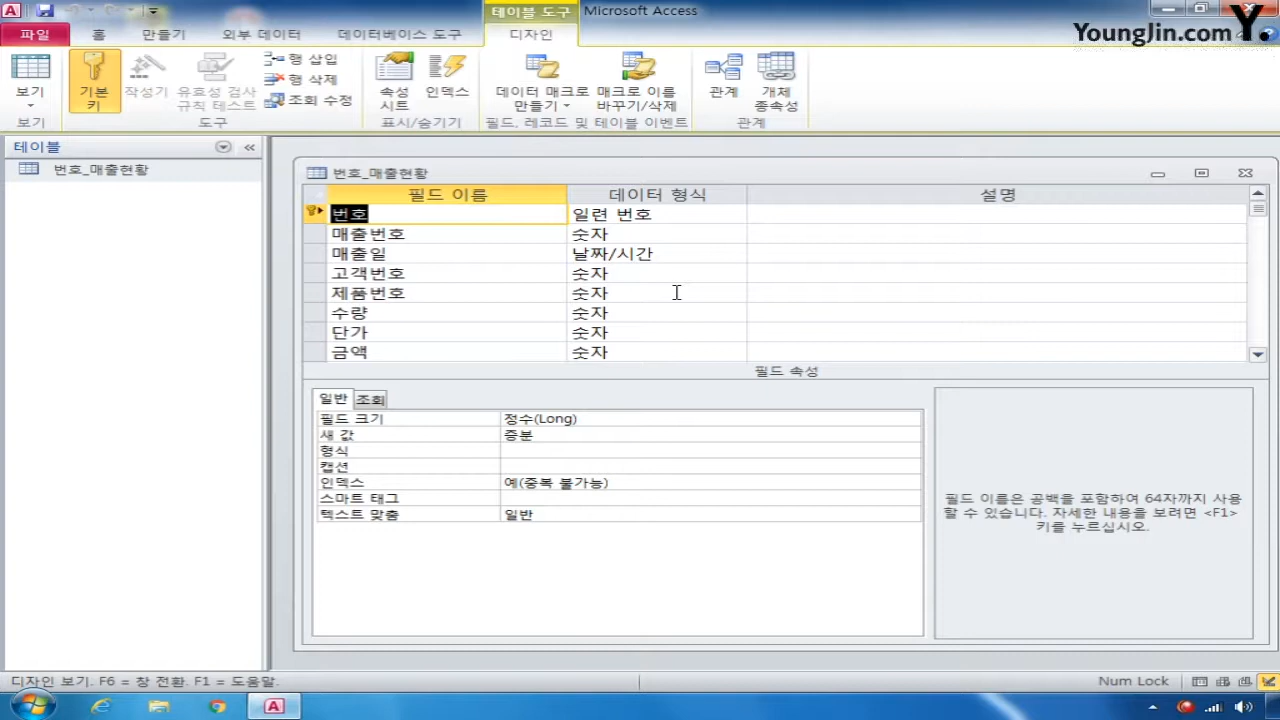 테이블 도구 Microsoft Access
YoungJin.com Y.
파일 홈 만들기 외부 데이터 데이터베이스 도구 디자인
보기 기본 키 작성기 유효성 검사 규칙 테스트 행 삽입 행 삭제 조회 수정 속성 시트 인덱스 데이터 매크로 만들기 매크로 이름 바꾸기/삭제 관계 개체 종속성
보기 도구 표시/숨기기 필드, 레코드 및 테이블 이벤트 관계
테이블
번호_매출현황
번호_매출현황
필드 이름 데이터 형식 설명
번호 일련 번호
매출번호 숫자
매출일 날짜/시간
고객번호 숫자
제품번호 숫자
수량 숫자
단가 숫자
금액 숫자
필드 속성
일반 조회
필드 크기 정수(Long)
새 값 증분
형식
캡션
인덱스 예(중복 불가능)
스마트 태그
텍스트 맞춤 일반
필드 이름은 공백을 포함하여 64자까지 사용
할 수 있습니다. 자세한 내용을 보려면 <F1>
키를 누르십시오.
디자인 보기. F6 = 창 전환. F1 = 도움말. Num Lock